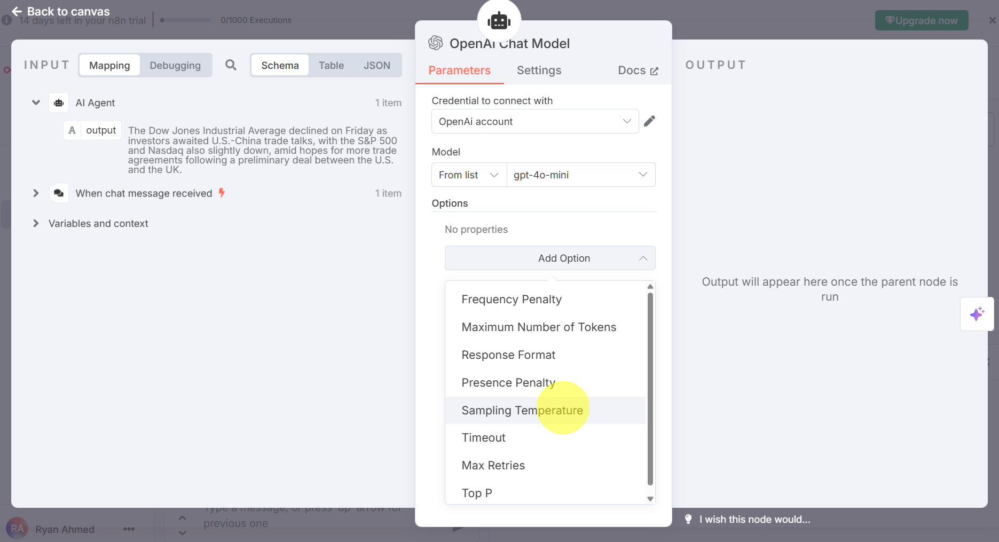 Back to canvas
14 days left in your n8n trial
0/1000 Executions
Upgrade now
INPUT
Mapping
Debugging
Schema
Table
JSON
AI Agent
1 item
A
output
The Dow Jones Industrial Average declined on Friday as
investors awaited U.S.-China trade talks, with the S&P 500
and Nasdaq also slightly down, amid hopes for more trade
agreements following a preliminary deal between the U.S.
and the UK.
When chat message received
1 item
Variables and context
OpenAI Chat Model
Parameters
Settings
Docs
Credential to connect with
OpenAi account
Model
From list
gpt-4o-mini
Options
No properties
Add Option
Frequency Penalty
Maximum Number of Tokens
Response Format
Presence Penalty
Sampling Temperature
Timeout
Max Retries
Top P
OUTPUT
Output will appear here once the parent node is
run
RA
Ryan Ahmed
Type a message, or press 'up' arrow for
previous one
I wish this node would...